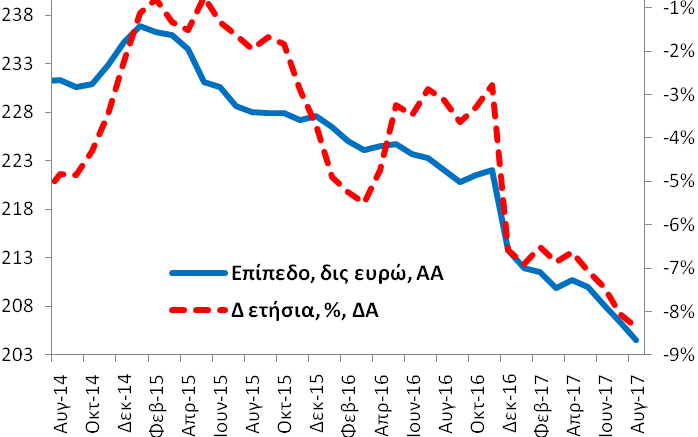 238
233
228
223
218
213
208
203
-1%
-2%
-3%
-4%
-5%
-6%
-7%
-8%
-9%
Επίπεδο, δις ευρώ, ΑΑ
Δ ετήσια, %, ΔΑ
Αυγ-14
Οκτ-14
Δεκ-14
Φεβ-15
Απρ-15
Ιουν-15
Αυγ-15
Οκτ-15
Δεκ-15
Φεβ-16
Απρ-16
Ιουν-16
Αυγ-16
Οκτ-16
Δεκ-16
Φεβ-17
Απρ-17
Ιουν-17
Αυγ-17